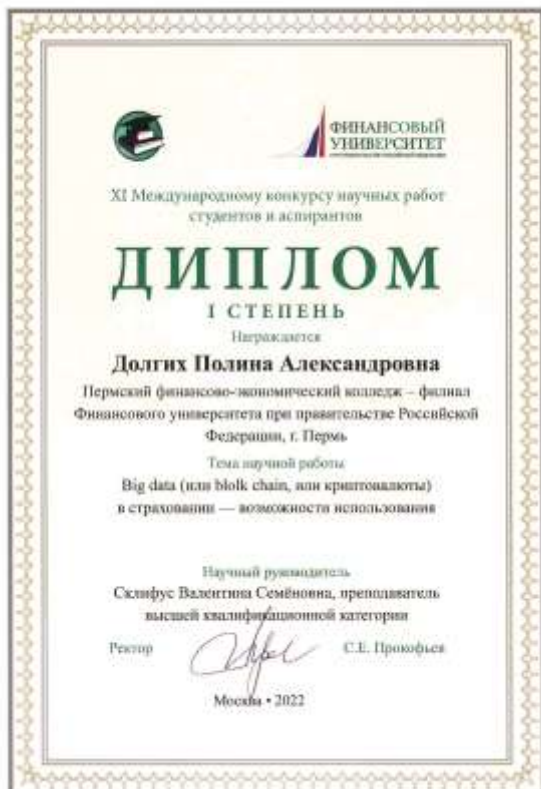 ФИНАНСОВЫЙ
УНИВЕРСИТЕТ
XI Международному конкурсу научных работ
студентов и аспирантов
ДИПЛОМ
I СТЕПЕНЬ
Награждается
Долгих Полина Александровна
Пермский финансово-экономический колледж – филиал
Финансового университета при правительстве Российской
Федерации, г. Пермь
Тема научной работы
Big data (или blolk chain, или криптовалюты)
в страховании — возможности использования
Научный руководитель
Склифус Валентина Семёновна, преподаватель
высшей квалификационной категории
Ректор С.Е. Прокофьев
Москва • 2022